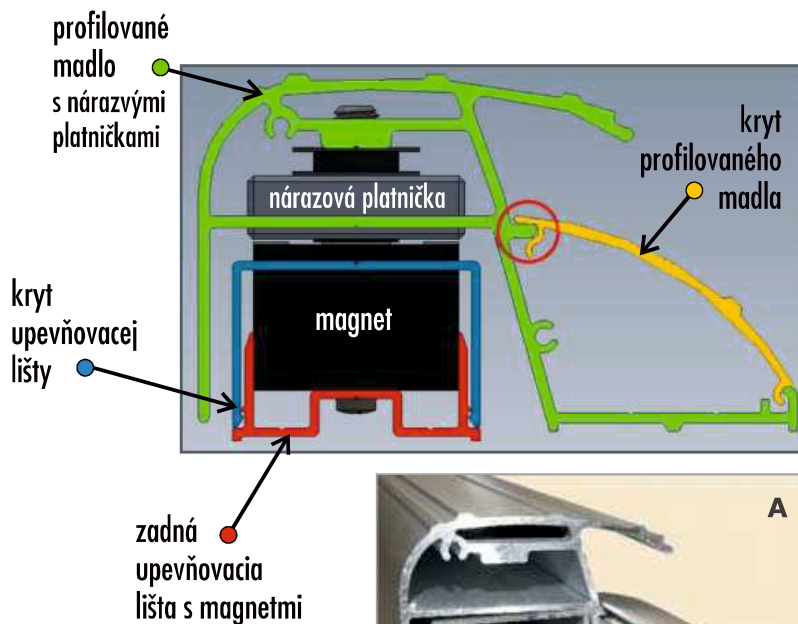 profilované
madlo
s nárazvými
platničkami
kryt
profilovaného
madla
nárazová platnička
kryt
upevňovacej
lišty
magnet
zadná
upevňovacia
lišta s magnetmi
A